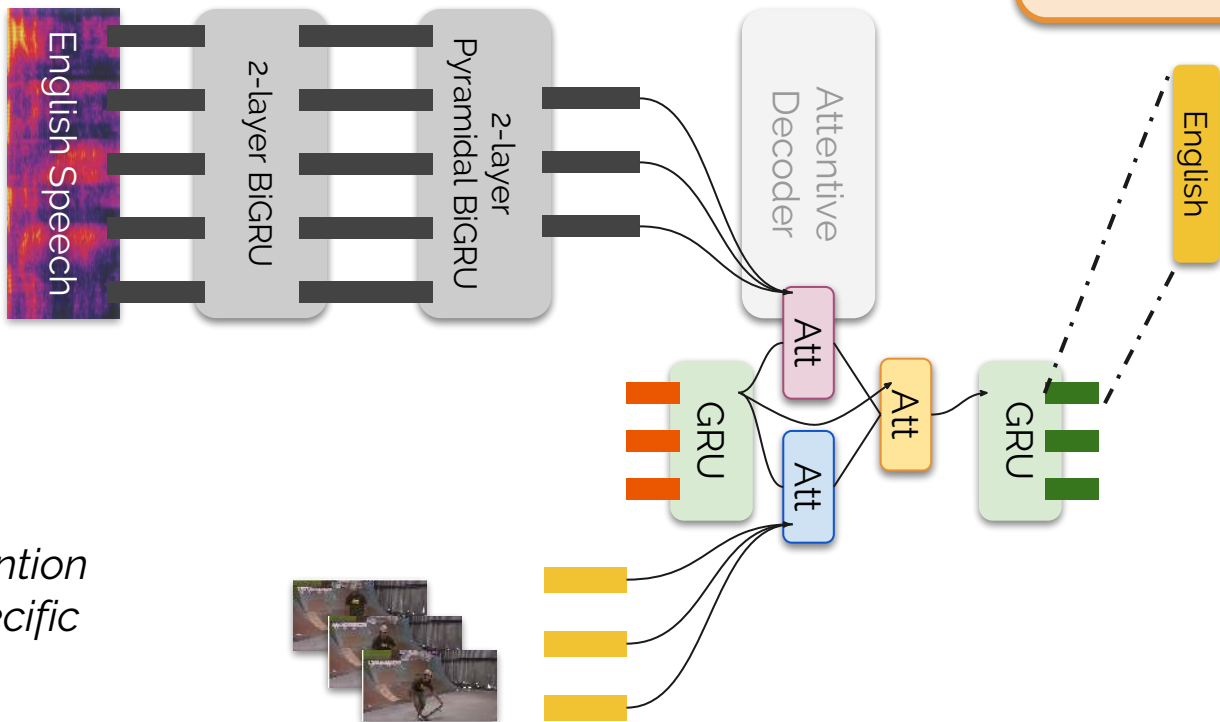 English Speech
2-layer BiGRU
2-layer
Pyramidal BiGRU
Attentive
Decoder
English
Att
GRU
Att
Att
GRU
ntion
ecific